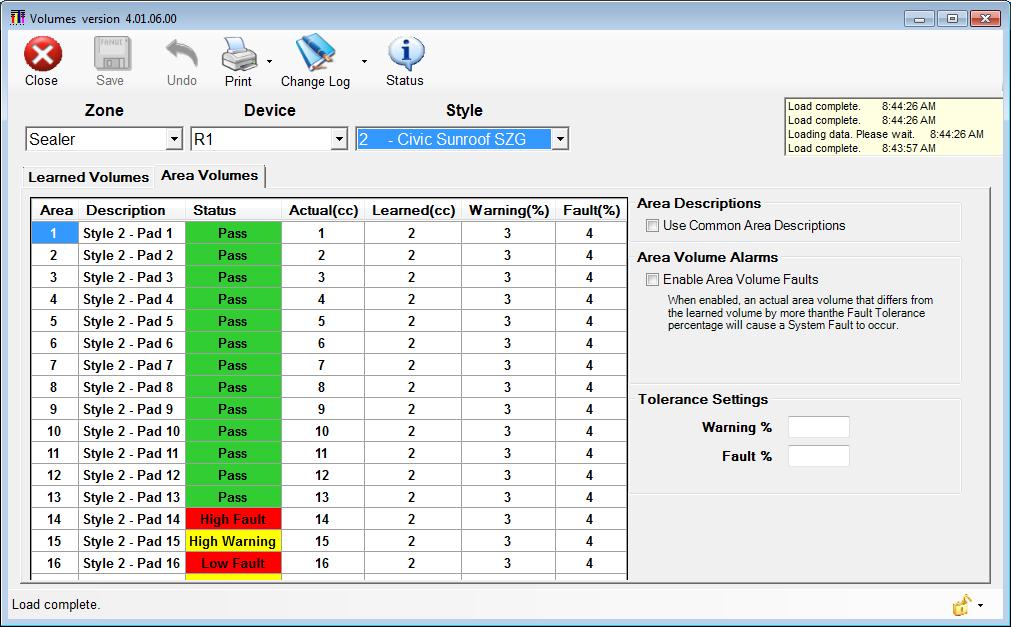 Volumes version 4.01.06.00
Close Save Undo Print Change Log Status
FANUC
Zone Device Style
Sealer R1 2 - Civic Sunroof SZG
Load complete. 8:44:26 AM
Load complete. 8:44:26 AM
Loading data. Please wait. 8:44:26 AM
Load complete. 8:43:57 AM
Learned Volumes Area Volumes
Area Description Status Actual(cc) Learned(cc) Warning(%) Fault(%)
1 Style 2 - Pad 1 Pass 1 2 3 4
2 Style 2 - Pad 2 Pass 2 2 3 4
3 Style 2 - Pad 3 Pass 3 2 3 4
4 Style 2 - Pad 4 Pass 4 2 3 4
5 Style 2 - Pad 5 Pass 5 2 3 4
6 Style 2 - Pad 6 Pass 6 2 3 4
7 Style 2 - Pad 7 Pass 7 2 3 4
8 Style 2 - Pad 8 Pass 8 2 3 4
9 Style 2 - Pad 9 Pass 9 2 3 4
10 Style 2 - Pad 10 Pass 10 2 3 4
11 Style 2 - Pad 11 Pass 11 2 3 4
12 Style 2 - Pad 12 Pass 12 2 3 4
13 Style 2 - Pad 13 Pass 13 2 3 4
14 Style 2 - Pad 14 High Fault 14 2 3 4
15 Style 2 - Pad 15 High Warning 15 2 3 4
16 Style 2 - Pad 16 Low Fault 16 2 3 4
Area Descriptions
Use Common Area Descriptions
Area Volume Alarms
Enable Area Volume Faults
When enabled, an actual area volume that differs from
the learned volume by more thanthe Fault Tolerance
percentage will cause a System Fault to occur.
Tolerance Settings
Warning %
Fault %
Load complete.